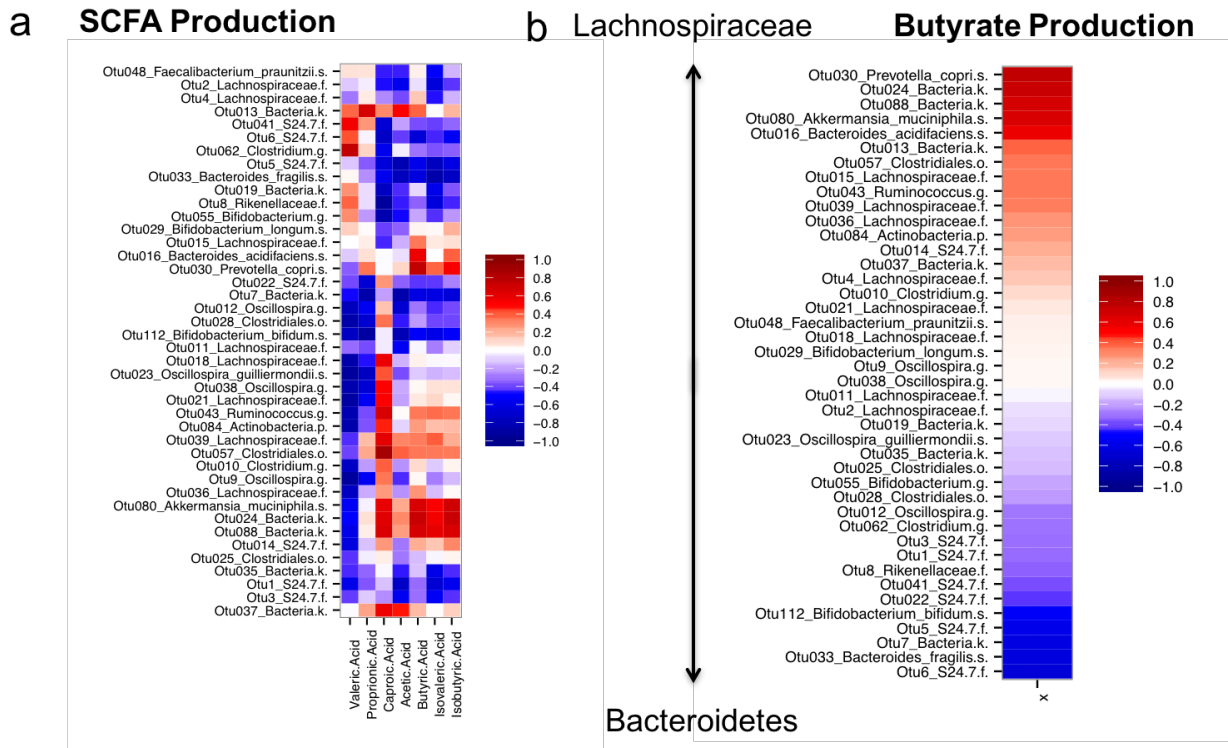 a
SCFA Production
Otu048_Faecalibacterium_praunitzii.s.
Otu2_Lachnospiraceae.f.
Otu4_Lachnospiraceae.f.
Otu013_Bacteria.k.
Otu041_S24.7.f.
Otu6_S24.7.f.
Otu062_Clostridium.g.
Otu5_S24.7.f.
Otu033_Bacteroides_fragilis.s.
Otu019_Bacteria.k.
Otu8_Rikenellaceae.f.
Otu055_Bifidobacterium.g.
Otu029_Bifidobacterium_longum.s.
Otu015_Lachnospiraceae.f.
Otu016_Bacteroides_acidifaciens.s.
Otu030_Prevotella_copri.s.
Otu022_S24.7.f.
Otu7_Bacteria.k.
Otu012_Oscillospira.g.
Otu028_Clostridiales.o.
Otu112_Bifidobacterium_bifidum.s.
Otu011_Lachnospiraceae.f.
Otu018_Lachnospiraceae.f.
Otu023_Oscillospira_guilliermondii.s.
Otu038_Oscillospira.g.
Otu021_Lachnospiraceae.f.
Otu043_Ruminococcus.g.
Otu084_Actinobacteria.p.
Otu039_Lachnospiraceae.f.
Otu057_Clostridiales.o.
Otu010_Clostridium.g.
Otu9_Oscillospira.g.
Otu036_Lachnospiraceae.f.
Otu080_Akkermansia_muciniphila.s.
Otu024_Bacteria.k.
Otu088_Bacteria.k.
Otu014_S24.7.f.
Otu025_Clostridiales.o.
Otu035_Bacteria.k.
Otu1_S24.7.f.
Otu3_S24.7.f.
Otu037_Bacteria.k.
Valeric.Acid
Proprionic.Acid
Caproic.Acid
Acetic.Acid
Butyric.Acid
Isovaleric.Acid
Isobutyric.Acid
1.0
0.8
0.6
0.4
0.2
0.0
−0.2
−0.4
−0.6
−0.8
−1.0
b
Lachnospiraceae
Butyrate Production
Otu030_Prevotella_copri.s.
Otu024_Bacteria.k.
Otu088_Bacteria.k.
Otu080_Akkermansia_muciniphila.s.
Otu016_Bacteroides_acidifaciens.s.
Otu013_Bacteria.k.
Otu057_Clostridiales.o.
Otu015_Lachnospiraceae.f.
Otu043_Ruminococcus.g.
Otu039_Lachnospiraceae.f.
Otu036_Lachnospiraceae.f.
Otu084_Actinobacteria.p.
Otu014_S24.7.f.
Otu037_Bacteria.k.
Otu4_Lachnospiraceae.f.
Otu010_Clostridium.g.
Otu021_Lachnospiraceae.f.
Otu048_Faecalibacterium_praunitzii.s.
Otu018_Lachnospiraceae.f.
Otu029_Bifidobacterium_longum.s.
Otu9_Oscillospira.g.
Otu038_Oscillospira.g.
Otu011_Lachnospiraceae.f.
Otu2_Lachnospiraceae.f.
Otu019_Bacteria.k.
Otu023_Oscillospira_guilliermondii.s.
Otu035_Bacteria.k.
Otu025_Clostridiales.o.
Otu055_Bifidobacterium.g.
Otu028_Clostridiales.o.
Otu012_Oscillospira.g.
Otu062_Clostridium.g.
Otu3_S24.7.f.
Otu1_S24.7.f.
Otu8_Rikenellaceae.f.
Otu041_S24.7.f.
Otu022_S24.7.f.
Otu112_Bifidobacterium_bifidum.s.
Otu5_S24.7.f.
Otu7_Bacteria.k.
Otu033_Bacteroides_fragilis.s.
Otu6_S24.7.f.
x
1.0
0.8
0.6
0.4
0.2
0.0
−0.2
−0.4
−0.6
−0.8
−1.0
Bacteroidetes